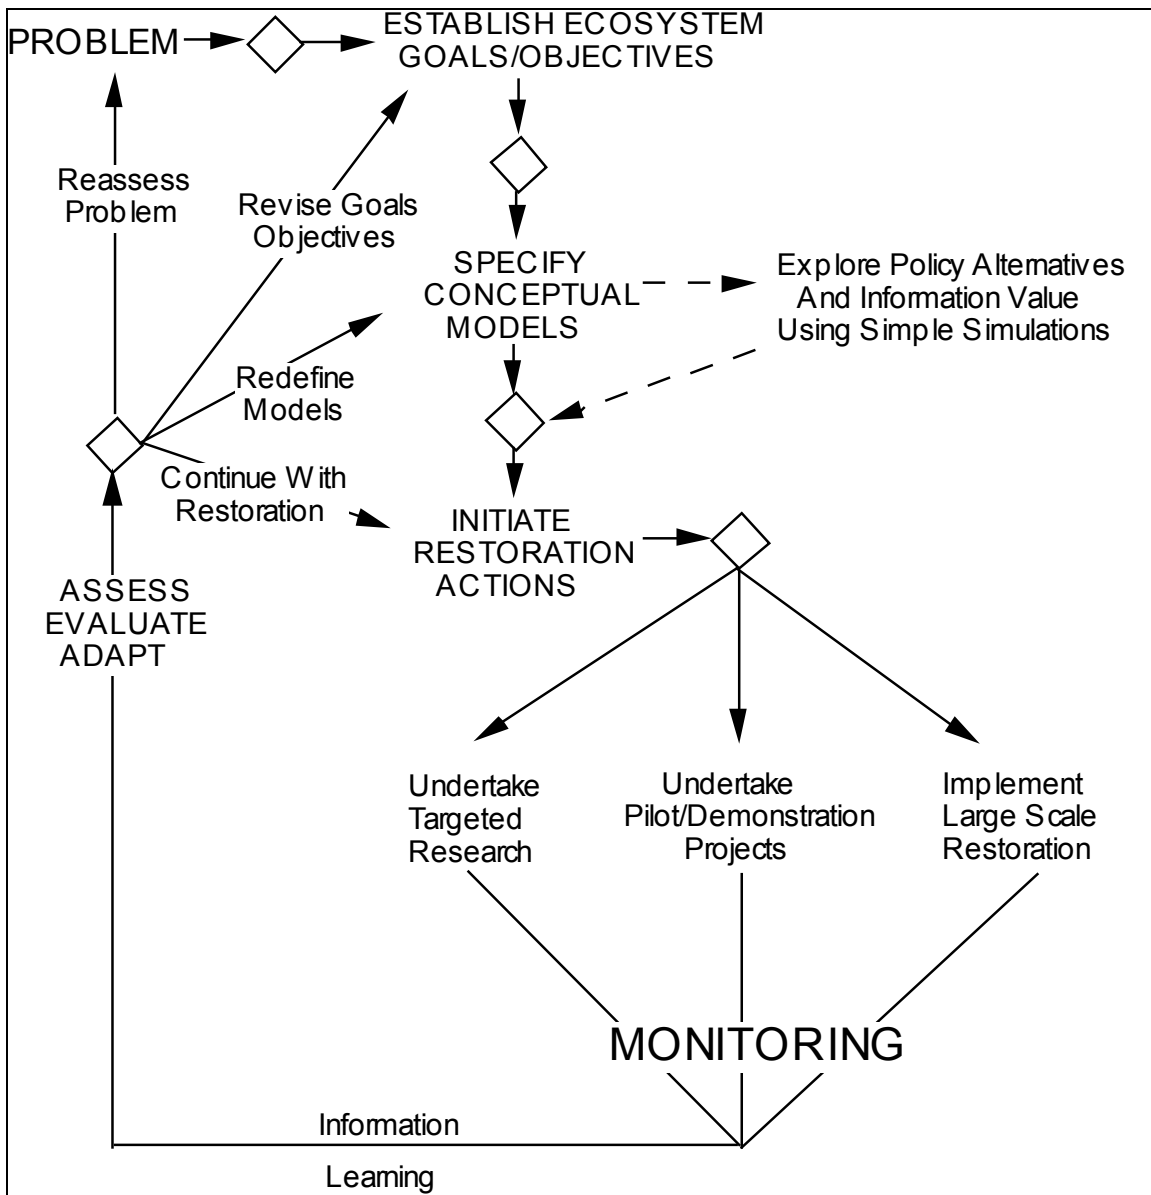 PROBLEM
ESTABLISH ECOSYSTEM
GOALS/OBJECTIVES
Reassess
Problem
Revise Goals
Objectives
SPECIFY
CONCEPTUAL
MODELS
Explore Policy Alternatives
And Information Value
Using Simple Simulations
Redefine
Models
Continue With
Restoration
INITIATE
RESTORATION
ACTIONS
ASSESS
EVALUATE
ADAPT
Undertake
Targeted
Research
Undertake
Pilot/Demonstration
Projects
Implement
Large Scale
Restoration
MONITORING
Information
Learning